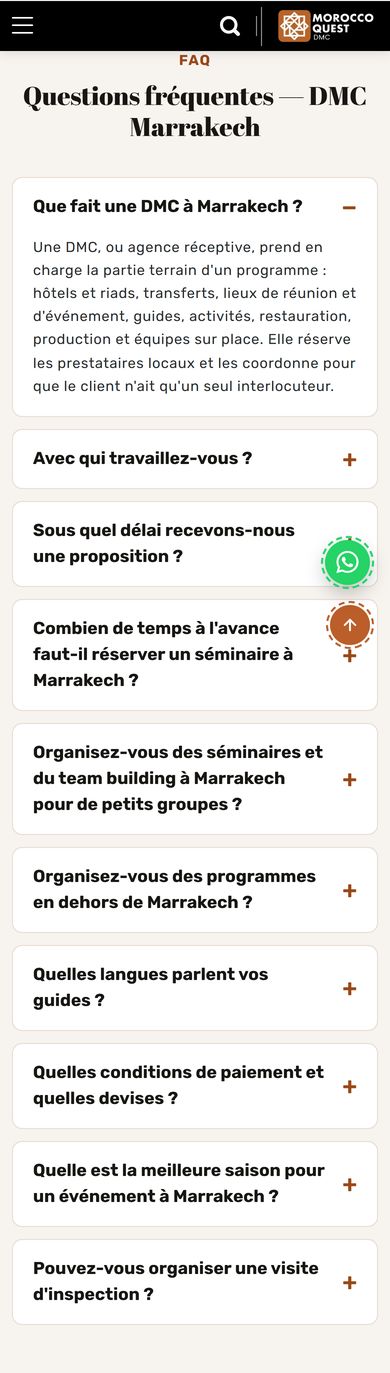 MOROCCO
QUEST
DMC
FAQ
Questions fréquentes — DMC
Marrakech
Que fait une DMC à Marrakech ?
Une DMC, ou agence réceptive, prend en
charge la partie terrain d'un programme :
hôtels et riads, transferts, lieux de réunion et
d'événement, guides, activités, restauration,
production et équipes sur place. Elle réserve
les prestataires locaux et les coordonne pour
que le client n'ait qu'un seul interlocuteur.
Avec qui travaillez-vous ?
Sous quel délai recevons-nous
une proposition ?
Combien de temps à l'avance
faut-il réserver un séminaire à
Marrakech ?
Organisez-vous des séminaires et
du team building à Marrakech
pour de petits groupes ?
Organisez-vous des programmes
en dehors de Marrakech ?
Quelles langues parlent vos
guides ?
Quelles conditions de paiement et
quelles devises ?
Quelle est la meilleure saison pour
un événement à Marrakech ?
Pouvez-vous organiser une visite
d'inspection ?